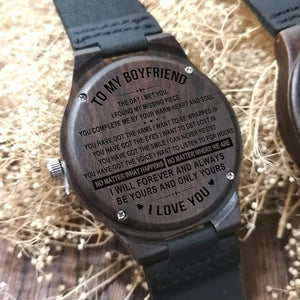 TO MY BOYFRIEND
THE DAY I MET YOU,
I FOUND MY MISSING PIECE
YOU COMPLETE ME BY YOUR WARM HEART AND SOUL.
YOU HAVE GOT THE ARMS I WANT TO BE WRAPPED IN
YOU HAVE GOT THE EYES I WANT TO GET LOST IN
YOU HAVE GOT THE SMILE I CAN NEVER RESIST
YOU HAVE GOT THE VOICE I WANT TO LISTEN TO FOR HOURS
NO MATTER WHAT HAPPENS NO MATTER WHERE WE ARE
I WILL FOREVER AND ALWAYS
BE YOURS AND ONLY YOURS
I LOVE YOU